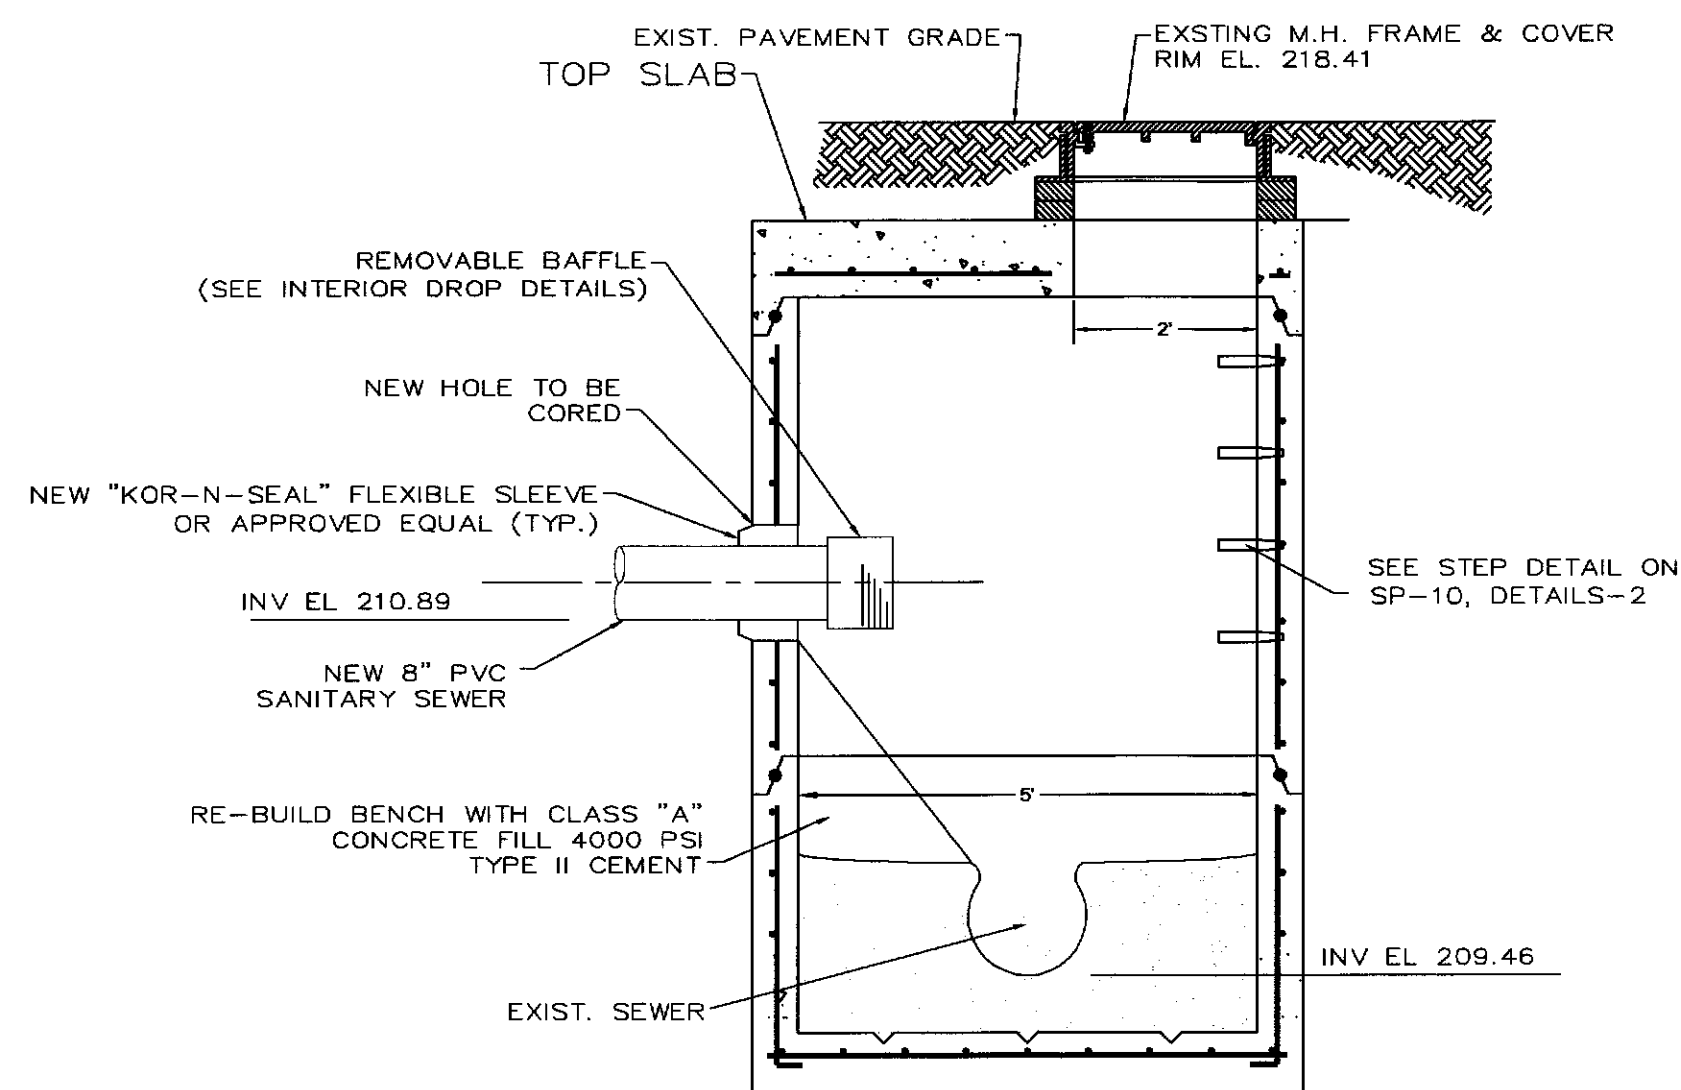 EXIST. PAVEMENT GRADE
EXSTING M.H. FRAME & COVER
RIM EL. 218.41
TOP SLAB
REMOVABLE BAFFLE
(SEE INTERIOR DROP DETAILS)
2'
NEW HOLE TO BE
CORED
NEW "KOR-N-SEAL" FLEXIBLE SLEEVE
OR APPROVED EQUAL (TYP.)
SEE STEP DETAIL ON
SP-10, DETAILS-2
INV EL 210.89
NEW 8" PVC
SANITARY SEWER
5'
RE-BUILD BENCH WITH CLASS "A"
CONCRETE FILL 4000 PSI
TYPE II CEMENT
INV EL 209.46
EXIST. SEWER